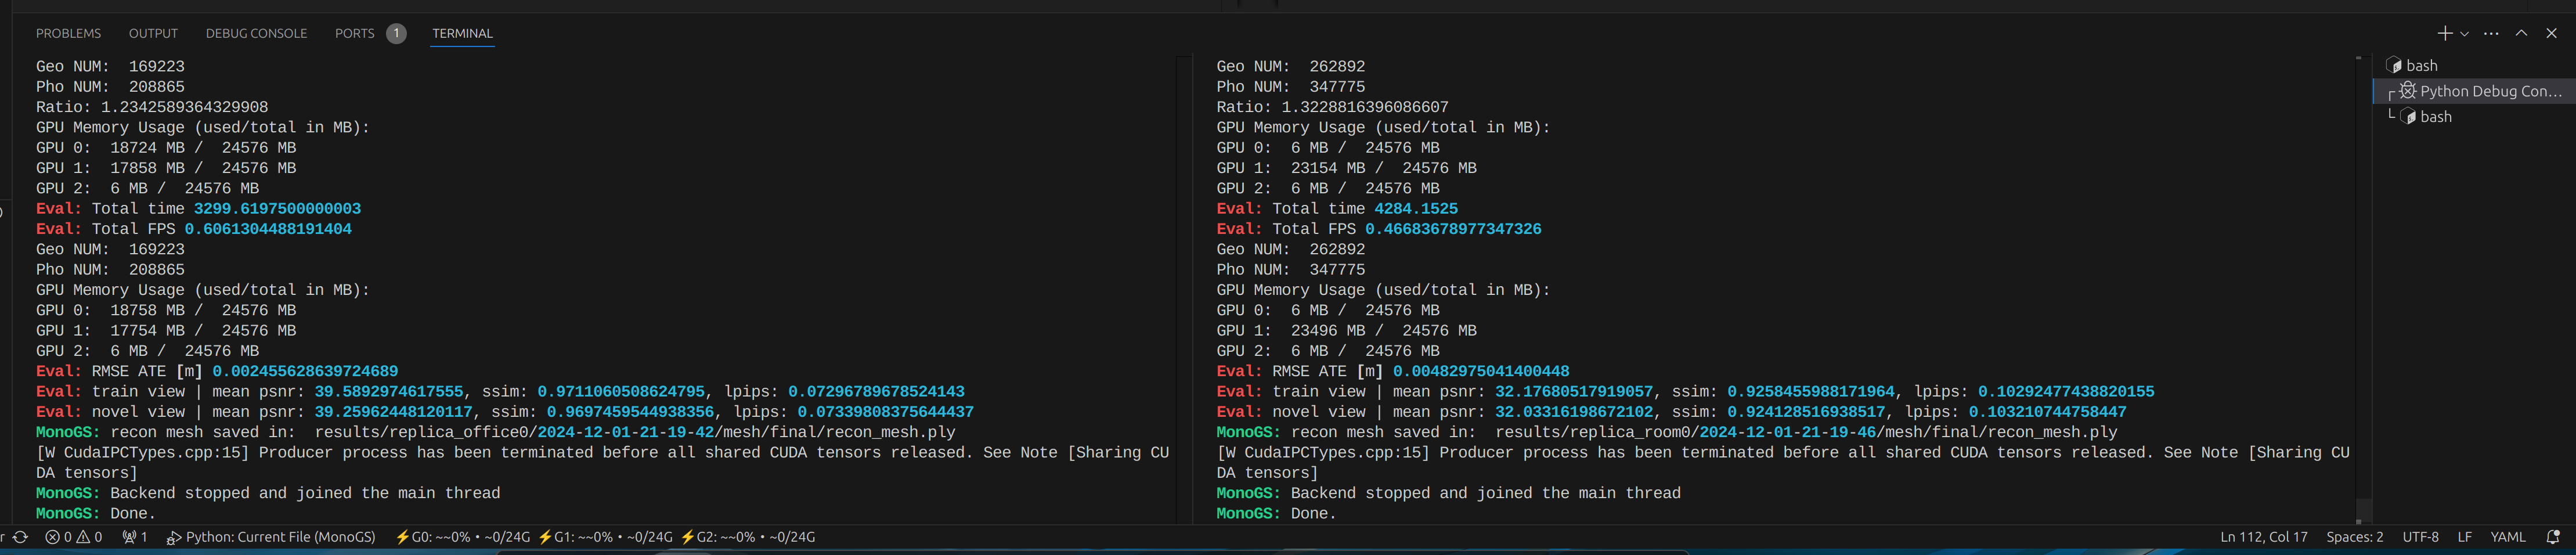 PROBLEMS OUTPUT DEBUG CONSOLE PORTS 1 TERMINAL
Geo NUM:  169223
Pho NUM:  208865
Ratio: 1.2342589364329908
GPU Memory Usage (used/total in MB):
GPU 0:  18724 MB /  24576 MB
GPU 1:  17858 MB /  24576 MB
GPU 2:  6 MB /  24576 MB
Eval: Total time 3299.6197500000003
Eval: Total FPS 0.6061304488191404
Geo NUM:  169223
Pho NUM:  208865
GPU Memory Usage (used/total in MB):
GPU 0:  18758 MB /  24576 MB
GPU 1:  17754 MB /  24576 MB
GPU 2:  6 MB /  24576 MB
Eval: RMSE ATE [m] 0.002455628639724689
Eval: train view | mean psnr: 39.5892974617555, ssim: 0.9711060508624795, lpips: 0.07296789678524143
Eval: novel view | mean psnr: 39.25962448120117, ssim: 0.9697459544938356, lpips: 0.07339808375644437
MonoGS: recon mesh saved in:  results/replica_office0/2024-12-01-21-19-42/mesh/final/recon_mesh.ply
[W CudaIPCTypes.cpp:15] Producer process has been terminated before all shared CUDA tensors released. See Note [Sharing CU
DA tensors]
MonoGS: Backend stopped and joined the main thread
MonoGS: Done.
Geo NUM:  262892
Pho NUM:  347775
Ratio: 1.3228816396086607
GPU Memory Usage (used/total in MB):
GPU 0:  6 MB /  24576 MB
GPU 1:  23154 MB /  24576 MB
GPU 2:  6 MB /  24576 MB
Eval: Total time 4284.1525
Eval: Total FPS 0.46683678977347326
Geo NUM:  262892
Pho NUM:  347775
GPU Memory Usage (used/total in MB):
GPU 0:  6 MB /  24576 MB
GPU 1:  23496 MB /  24576 MB
GPU 2:  6 MB /  24576 MB
Eval: RMSE ATE [m] 0.00482975041400448
Eval: train view | mean psnr: 32.17680517919057, ssim: 0.9258455988171964, lpips: 0.10292477438820155
Eval: novel view | mean psnr: 32.03316198672102, ssim: 0.924128516938517, lpips: 0.103210744758447
MonoGS: recon mesh saved in:  results/replica_room0/2024-12-01-21-19-46/mesh/final/recon_mesh.ply
[W CudaIPCTypes.cpp:15] Producer process has been terminated before all shared CUDA tensors released. See Note [Sharing CU
DA tensors]
MonoGS: Backend stopped and joined the main thread
MonoGS: Done.
bash
Python Debug Con...
bash
r 0 0 1 Python: Current File (MonoGS) ⚡G0: ~~0% • ~0/24G ⚡G1: ~~0% • ~0/24G ⚡G2: ~~0% • ~0/24G Ln 112, Col 17 Spaces: 2 UTF-8 LF YAML